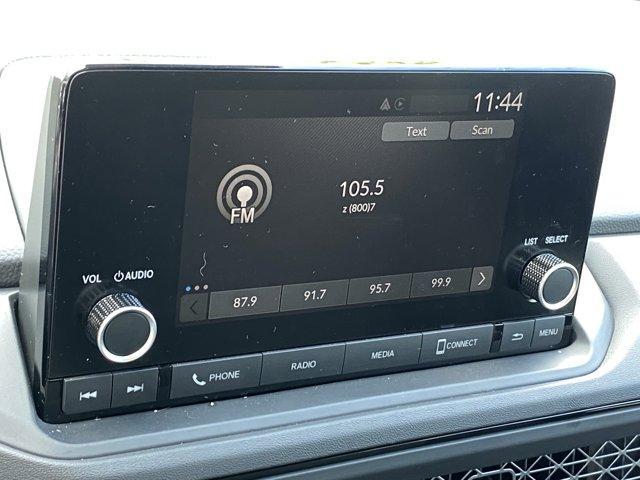 11:44
Text Scan
105.5
z (800)7
FM
LIST SELECT
VOL AUDIO
87.9 91.7 95.7 99.9
PHONE RADIO MEDIA CONNECT MENU